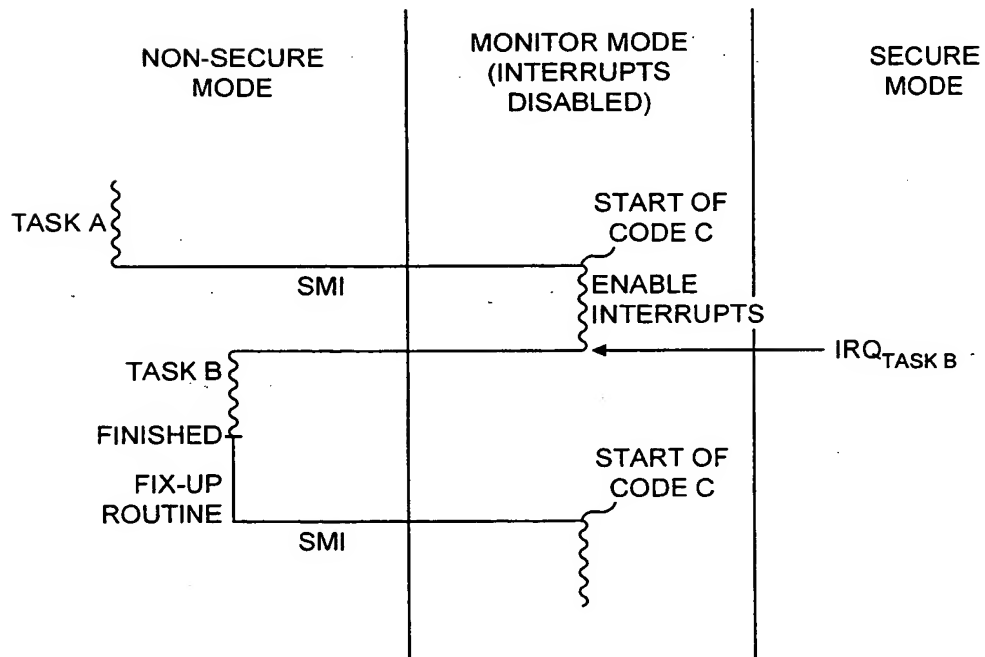 NON-SECURE
MODE
MONITOR MODE
(INTERRUPTS
DISABLED)
SECURE
MODE
TASK A
START OF
CODE C
SMI
ENABLE
INTERRUPTS
IRQTASK B
TASK B
FINISHED
FIX-UP
ROUTINE
START OF
CODE C
SMI